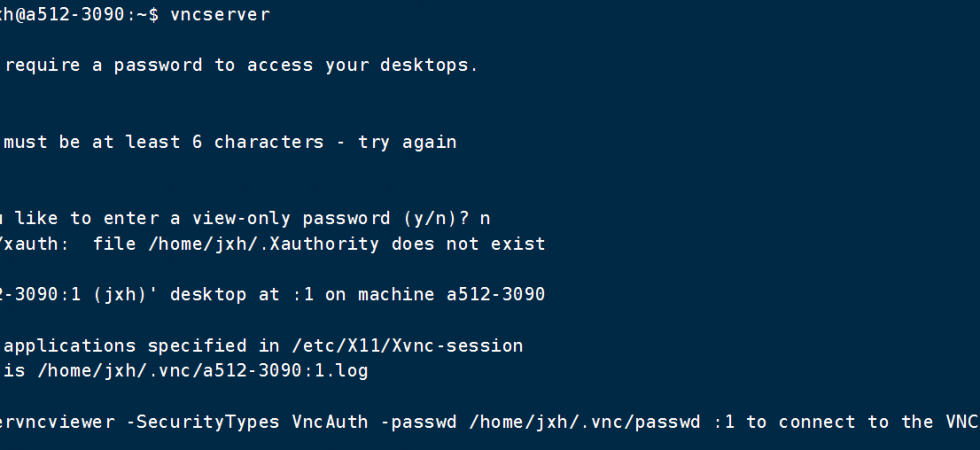 xh@a512-3090:~$ vncserver
require a password to access your desktops.
must be at least 6 characters - try again
u like to enter a view-only password (y/n)? n
/xauth:  file /home/jxh/.Xauthority does not exist
2-3090:1 (jxh)' desktop at :1 on machine a512-3090
applications specified in /etc/X11/Xvnc-session
is /home/jxh/.vnc/a512-3090:1.log
ervncviewer -SecurityTypes VncAuth -passwd /home/jxh/.vnc/passwd :1 to connect to the VNC